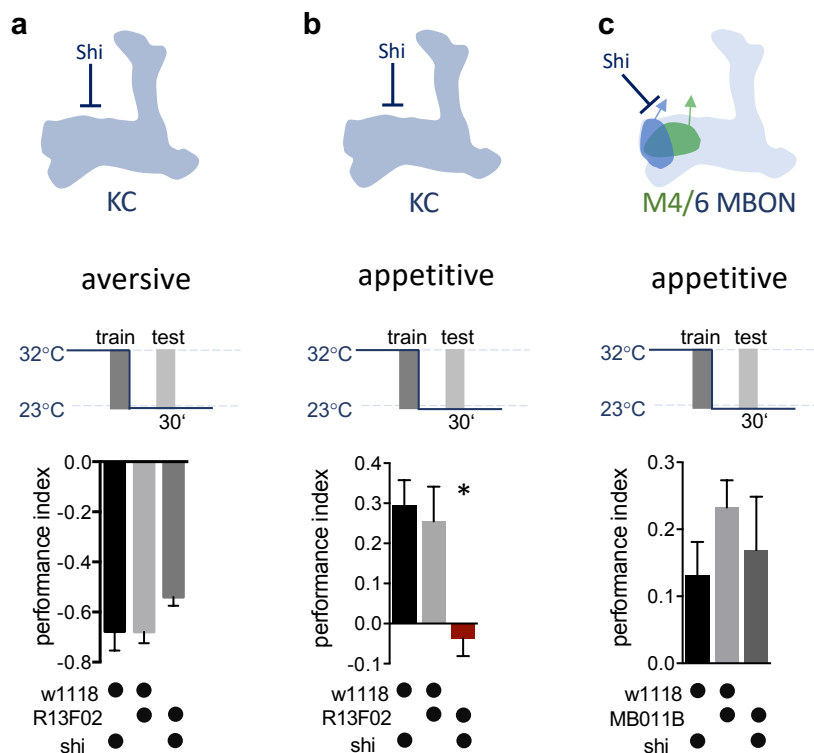 a
Shi
KC
aversive
train test
32°C
23°C
30‘
performance index
0.0
-0.2
-0.4
-0.6
-0.8
w1118
R13F02
shi
b
Shi
KC
appetitive
train test
32°C
23°C
30‘
performance index
0.4
0.3
0.2
0.1
0.0
-0.1
*
w1118
R13F02
shi
c
Shi
M4/6 MBON
appetitive
train test
32°C
23°C
30‘
performance index
0.3
0.2
0.1
0.0
w1118
MB011B
shi